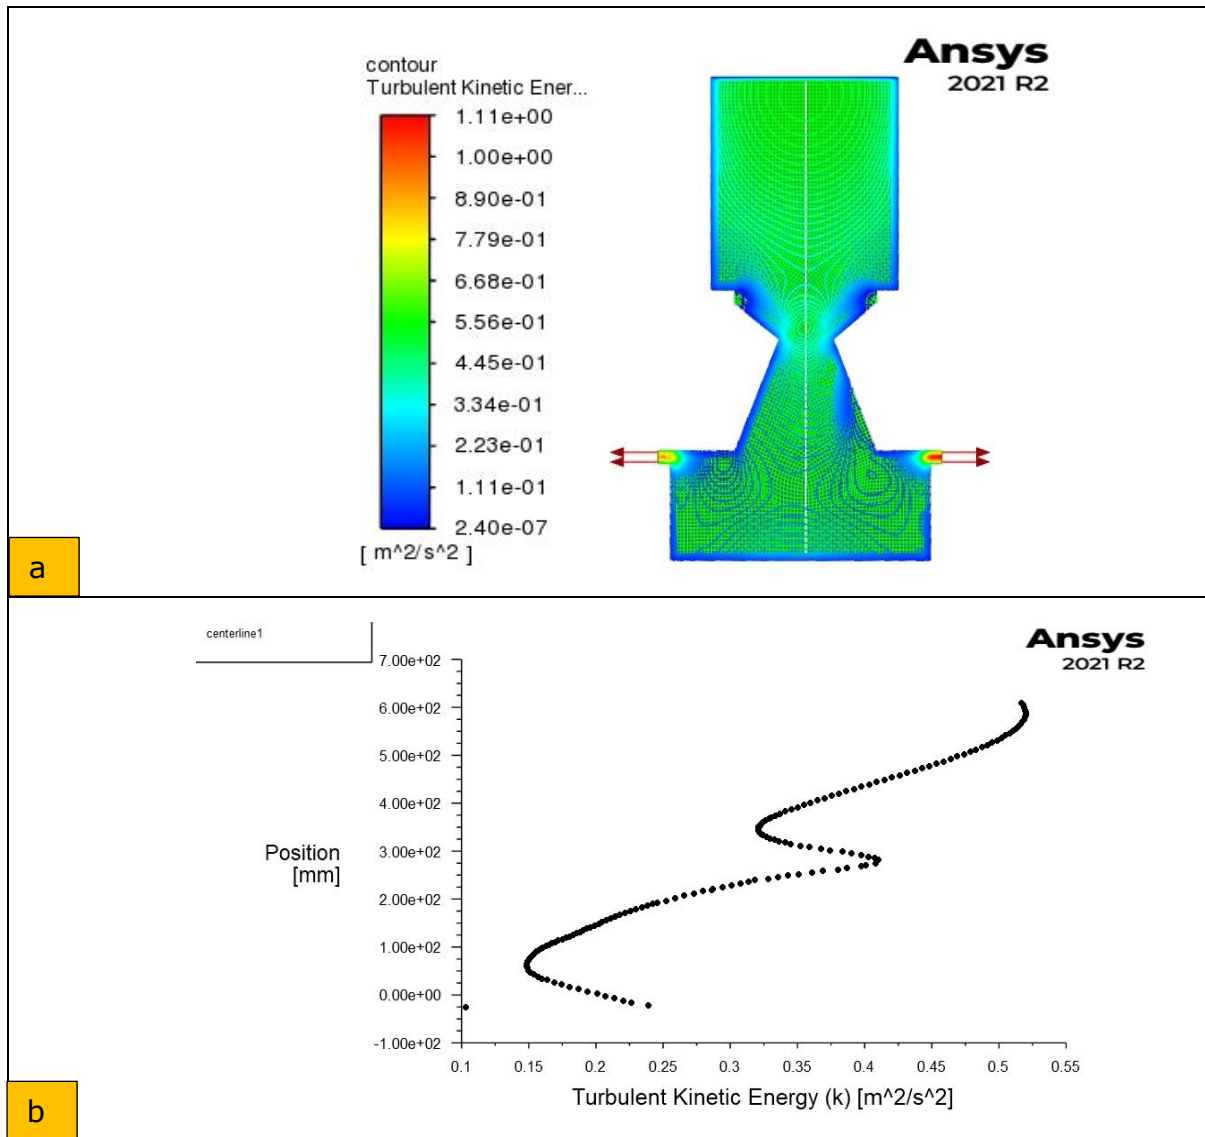 Ansys
2021 R2
contour
Turbulent Kinetic Ener...
1.11e+00
1.00e+00
8.90e-01
7.79e-01
6.68e-01
5.56e-01
4.45e-01
3.34e-01
2.23e-01
1.11e-01
2.40e-07
[ m^2/s^2 ]
a
centerline1
Ansys
2021 R2
7.00e+02
6.00e+02
5.00e+02
4.00e+02
3.00e+02
2.00e+02
1.00e+02
0.00e+00
-1.00e+02
Position
[mm]
0.1 0.15 0.2 0.25 0.3 0.35 0.4 0.45 0.5 0.55
Turbulent Kinetic Energy (k) [m^2/s^2]
b